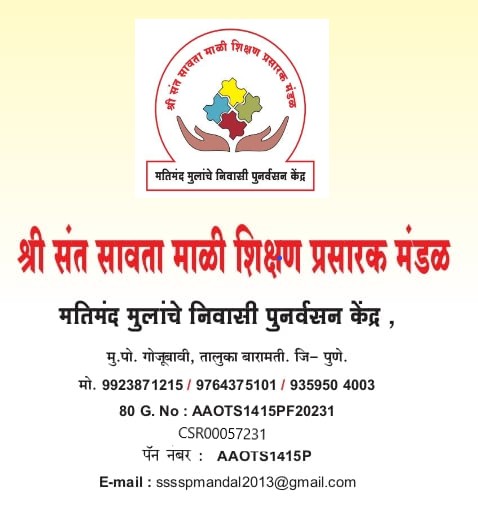 श्री संत सावता माळी शिक्षण प्रसारक मंडळ
मतिमंद मुलांचे निवासी पुनर्वसन केंद्र
श्री संत सावता माळी शिक्षण प्रसारक मंडळ
मतिमंद मुलांचे निवासी पुनर्वसन केंद्र ,
मु.पो. गोजूबावी, तालुका बारामती. जि– पुणे.
मो. 9923871215 / 9764375101 / 935950 4003
80 G. No : AAOTS1415PF20231
CSR00057231
पॅन नंबर : AAOTS1415P
E-mail : sssspmandal2013@gmail.com